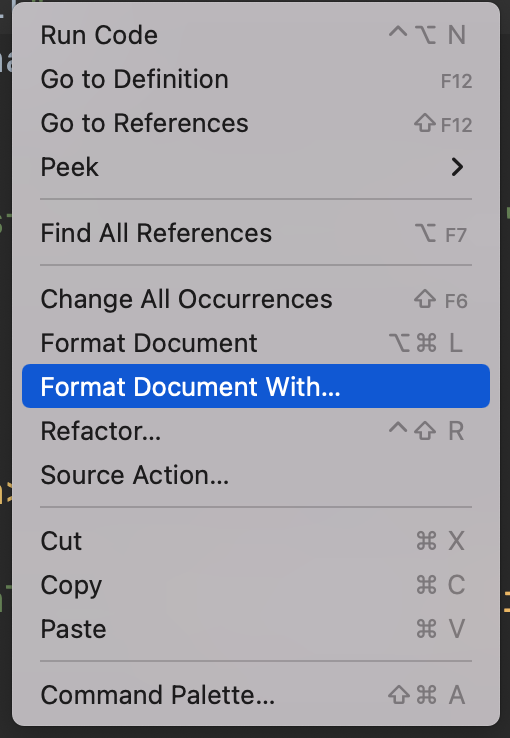 Run Code ^⌥ N
Go to Definition F12
Go to References ⇧F12
Peek
Find All References ⌥ F7
Change All Occurrences ⇧ F6
Format Document ⌥⌘ L
Format Document With...
Refactor... ^⇧ R
Source Action...
Cut ⌘ X
Copy ⌘ C
Paste ⌘ V
Command Palette... ⇧⌘ A